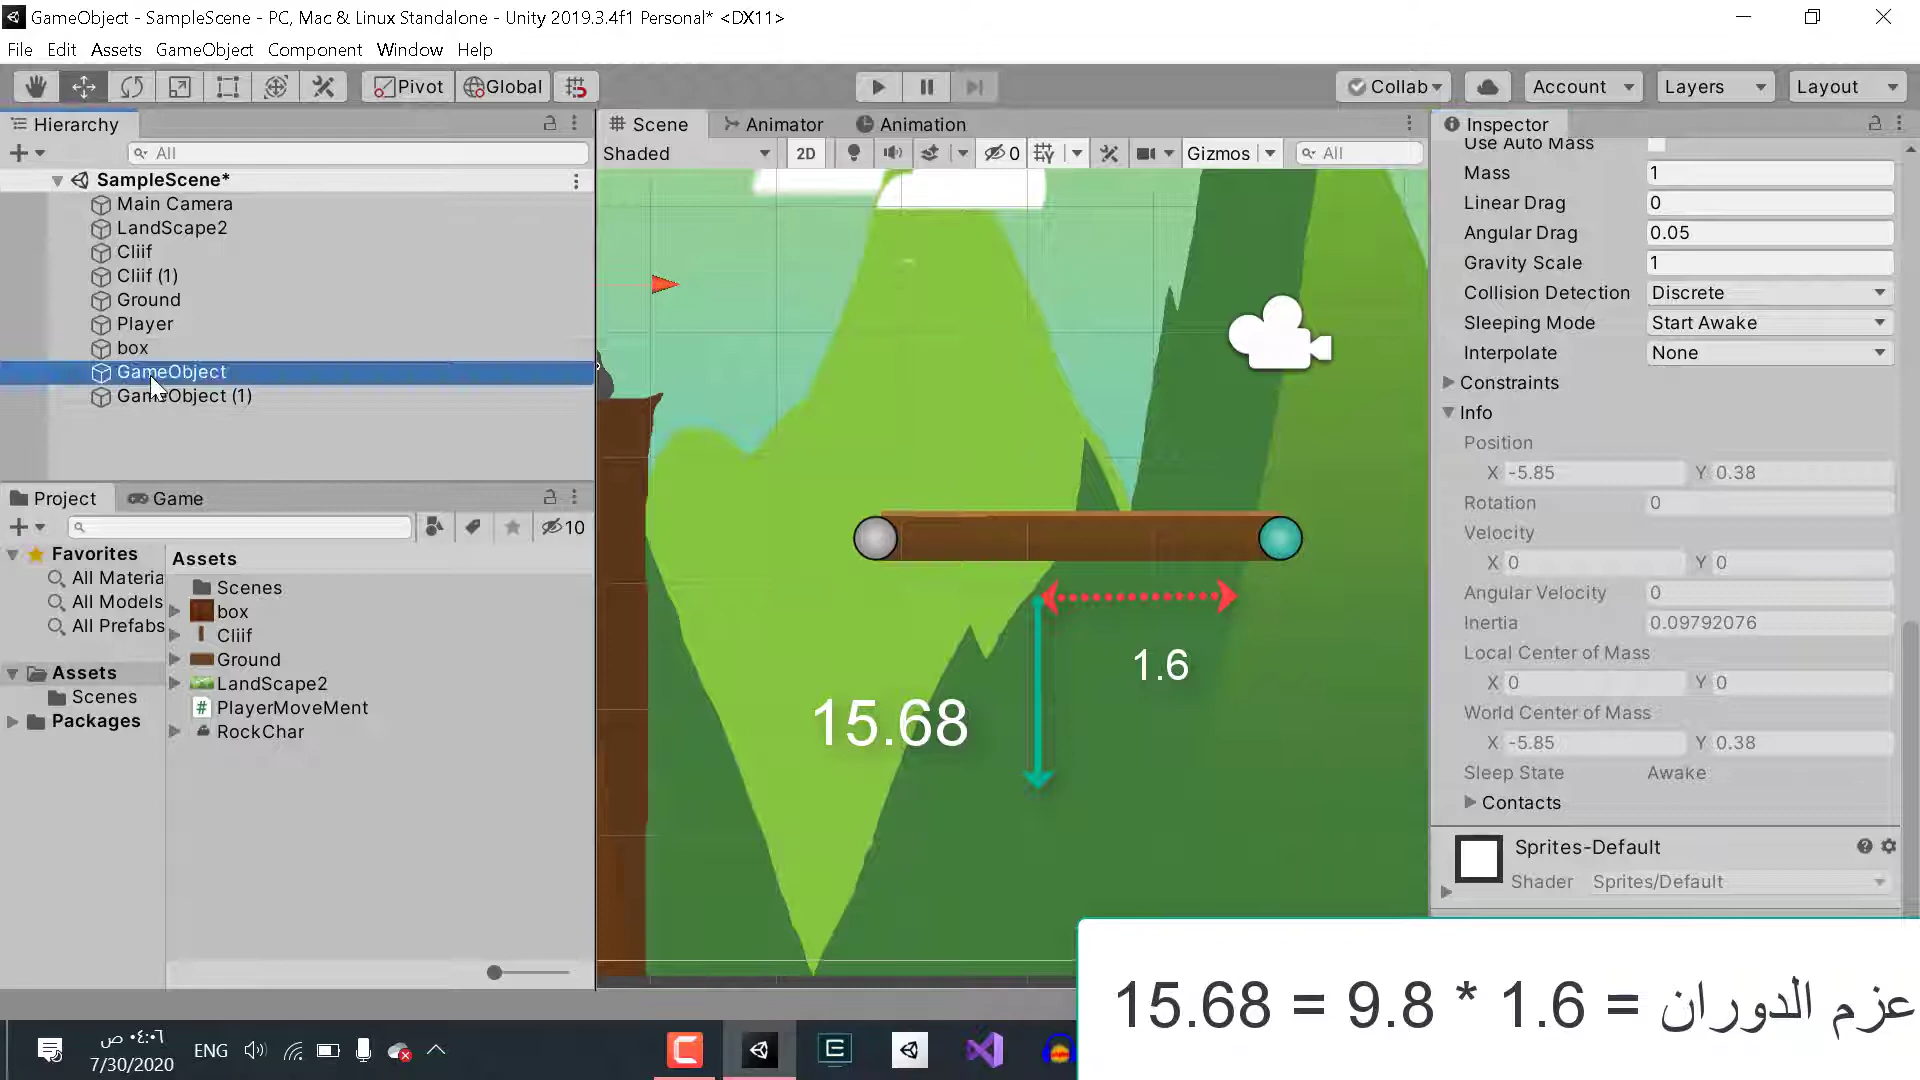 GameObject - SampleScene - PC, Mac & Linux Standalone - Unity 2019.3.4f1 Personal* <DX11>
File Edit Assets GameObject Component Window Help
Pivot Global Collab Account Layers Layout
Hierarchy
All
SampleScene*
Main Camera
LandScape2
Cliif
Cliif (1)
Ground
Player
box
GameObject
GameObject (1)
Project Game
10
Favorites
All Materia
All Models
All Prefabs
Assets
Scenes
Packages
Assets
Scenes
box
Cliif
Ground
LandScape2
PlayerMoveMent
RockChar
Scene Animator Animation
Shaded 2D 0 Gizmos All
1.6
15.68
Inspector
Use Auto Mass
Mass 1
Linear Drag 0
Angular Drag 0.05
Gravity Scale 1
Collision Detection Discrete
Sleeping Mode Start Awake
Interpolate None
Constraints
Info
Position
X -5.85 Y 0.38
Rotation 0
Velocity
X 0 Y 0
Angular Velocity 0
Inertia 0.09792076
Local Center of Mass
X 0 Y 0
World Center of Mass
X -5.85 Y 0.38
Sleep State Awake
Contacts
Sprites-Default
Shader Sprites/Default
15.68 = 9.8 * 1.6 = عزم الدوران
ENG
٠٤:٠٦ ص
7/30/2020